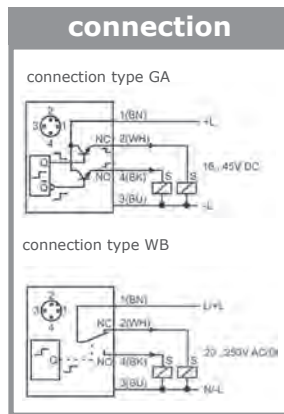 connection
connection type GA
2
3
1
4
Q
Q
1(BN)
+L
NC
2(WH)
NO
4(BK)
S
S
16...45V DC
3(BU)
-L
connection type WB
2
3
1
4
Q
1(BN)
L/+L
NC
2(WH)
NO
4(BK)
S
S
20...250V AC/D
3(BU)
N/-L